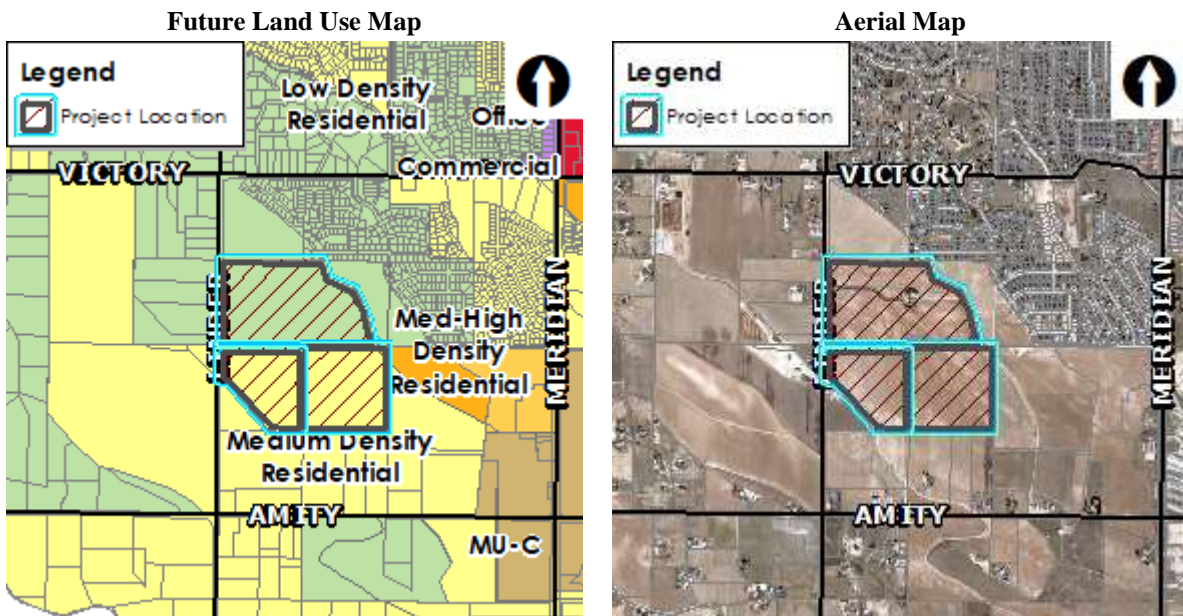 Future Land Use Map
Legend
Project Location
Low Density
Residential
Commercial
VICTORY
MERIDIAN
Med-High
Density
Residential
Medium Density
Residential
AMITY
MU-C
Aerial Map
Legend
Project Location
VICTORY
MERIDIAN
AMITY